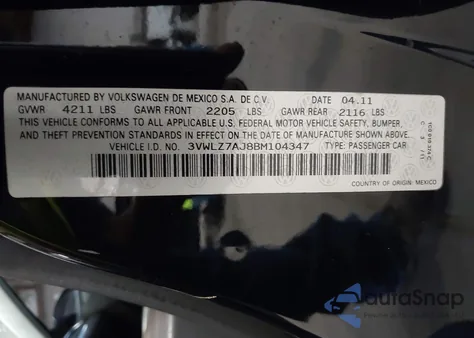 MANUFACTURED BY VOLKSWAGEN DE MEXICO S.A. DE C.V. DATE 04.11
GVWR 4211 LBS GAWR FRONT 2205 LBS GAWR REAR 2116 LBS
THIS VEHICLE CONFORMS TO ALL APPLICABLE U.S. FEDERAL MOTOR VEHICLE SAFETY, BUMPER,
AND THEFT PREVENTION STANDARDS IN EFFECT ON THE DATE OF MANUFACTURE SHOWN ABOVE.
VEHICLE I.D. NO. 3VWLZ7AJ8BM104347 TYPE: PASSENGER CAR
COUNTRY OF ORIGIN: MEXICO
autaSnap